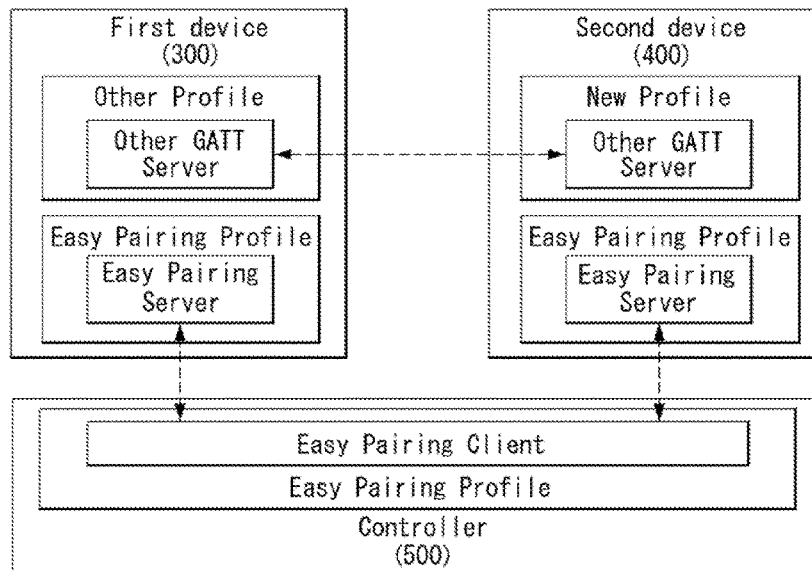 First device
(300)
Other Profile
Other GATT
Server
Easy Pairing Profile
Easy Pairing
Server
Second device
(400)
New Profile
Other GATT
Server
Easy Pairing Profile
Easy Pairing
Server
Easy Pairing Client
Easy Pairing Profile
Controller
(500)